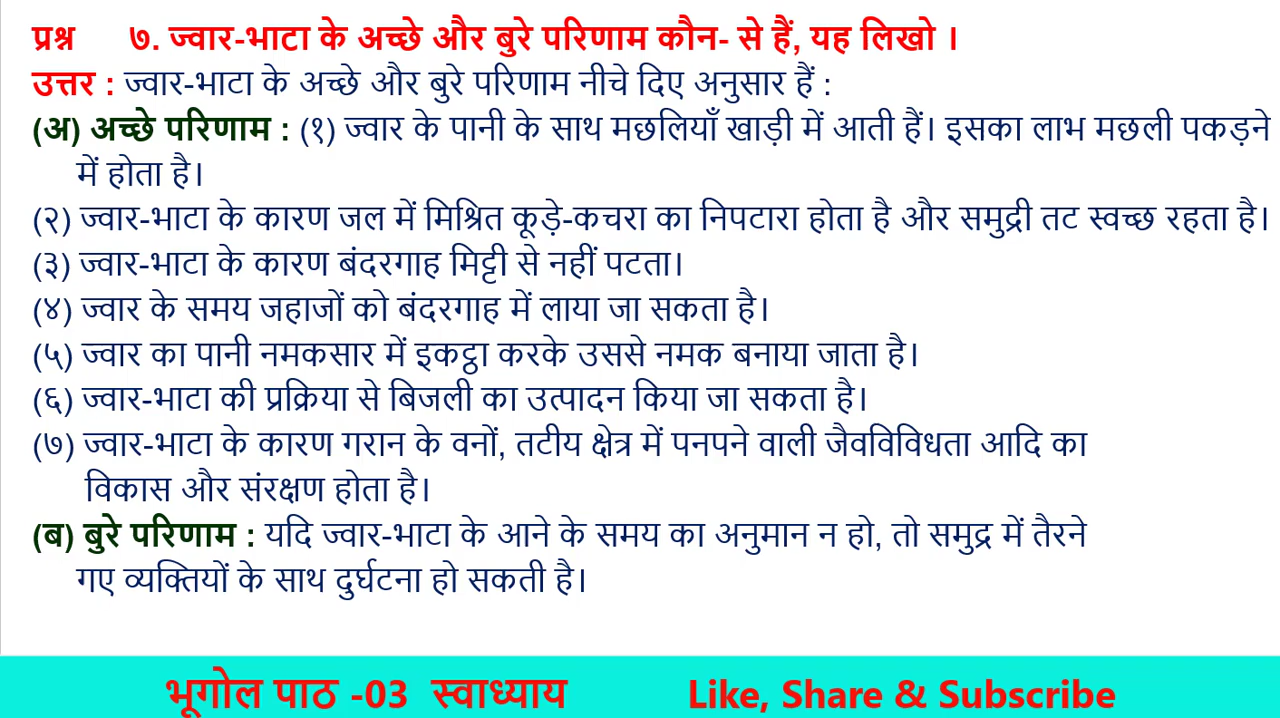 प्रश्न ७. ज्वार-भाटा के अच्छे और बुरे परिणाम कौन- से हैं, यह लिखो ।
उत्तर : ज्वार-भाटा के अच्छे और बुरे परिणाम नीचे दिए अनुसार हैं :
(अ) अच्छे परिणाम : (१) ज्वार के पानी के साथ मछलियाँ खाड़ी में आती हैं। इसका लाभ मछली पकड़ने
में होता है।
(२) ज्वार-भाटा के कारण जल में मिश्रित कूड़े-कचरा का निपटारा होता है और समुद्री तट स्वच्छ रहता है।
(३) ज्वार-भाटा के कारण बंदरगाह मिट्टी से नहीं पटता।
(४) ज्वार के समय जहाजों को बंदरगाह में लाया जा सकता है।
(५) ज्वार का पानी नमकसार में इकट्ठा करके उससे नमक बनाया जाता है।
(६) ज्वार-भाटा की प्रक्रिया से बिजली का उत्पादन किया जा सकता है।
(७) ज्वार-भाटा के कारण गरान के वनों, तटीय क्षेत्र में पनपने वाली जैवविविधता आदि का
विकास और संरक्षण होता है।
(ब) बुरे परिणाम : यदि ज्वार-भाटा के आने के समय का अनुमान न हो, तो समुद्र में तैरने
गए व्यक्तियों के साथ दुर्घटना हो सकती है।
भूगोल पाठ -03 स्वाध्याय Like, Share & Subscribe